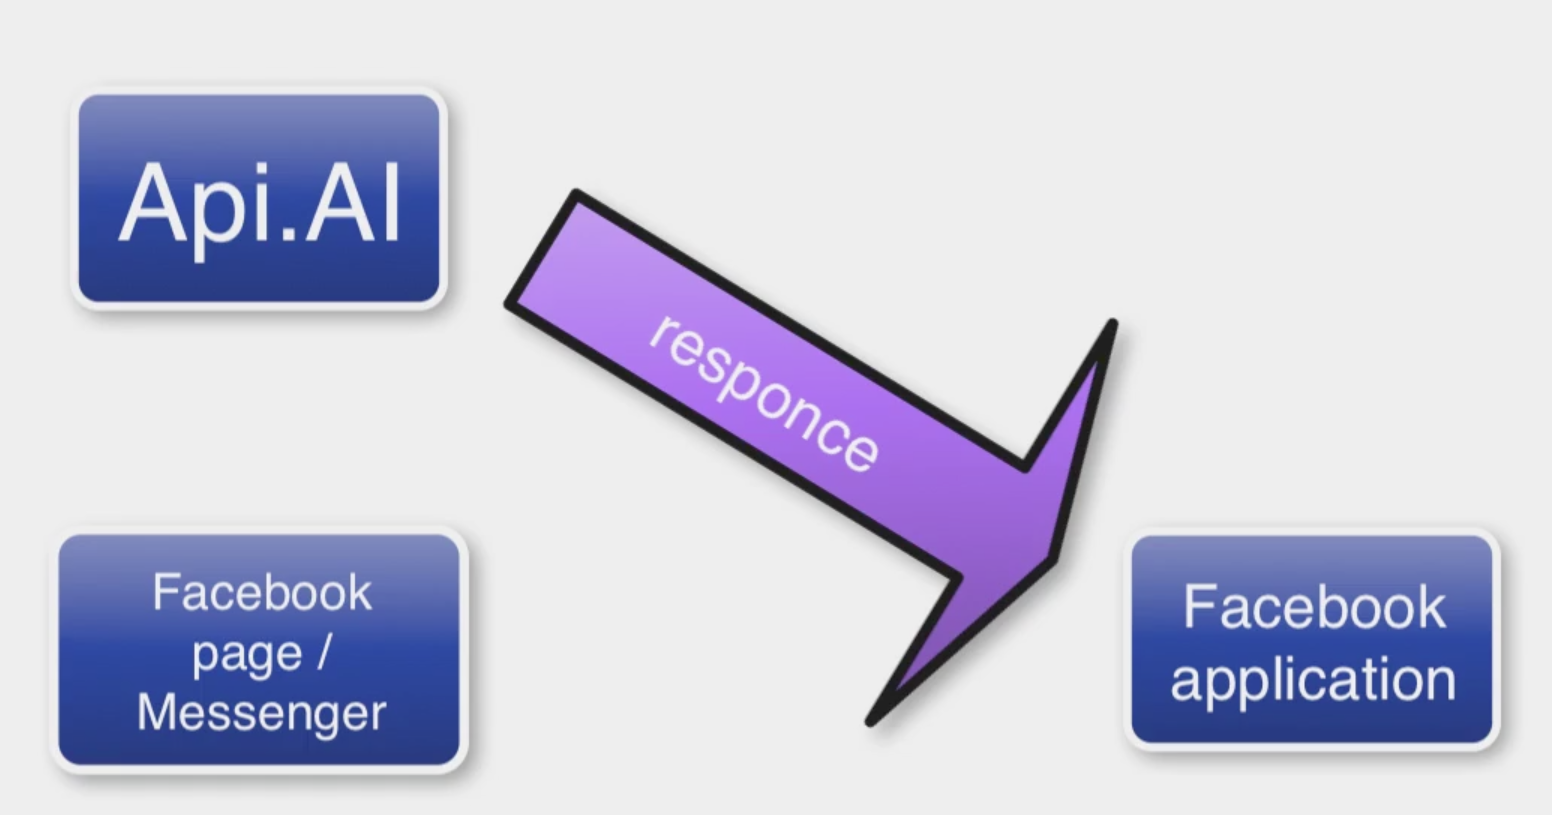 Api.AI
responce
Facebook
page /
Messenger
Facebook
application